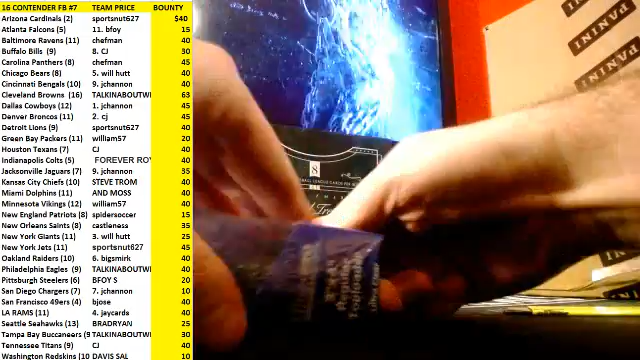 16 CONTENDER FB #7 TEAM PRICE BOUNTY
Arizona Cardinals (2) sportsnut627 $40
Atlanta Falcons (5) 11. bfoy 15
Baltimore Ravens (11) chefman 40
Buffalo Bills (9) 8. CJ 30
Carolina Panthers (8) chefman 45
Chicago Bears (8) 5. will hutt 40
Cincinnati Bengals (10) 9. jchannon 40
Cleveland Browns (16) TALKINABOUTWI 63
Dallas Cowboys (12) 1. jchannon 45
Denver Broncos (11) 2. cj 45
Detroit Lions (9) sportsnut627 40
Green Bay Packers (11) william57 20
Houston Texans (7) CJ 40
Indianapolis Colts (5) FOREVER ROY 40
Jacksonville Jaguars (7) 9. jchannon 35
Kansas City Chiefs (10) STEVE TROM 40
Miami Dolphins (11) AND MOSS 40
Minnesota Vikings (12) william57 40
New England Patriots (8) spidersoccer 15
New Orleans Saints (8) castleness 35
New York Giants (11) 3. will hutt 25
New York Jets (11) sportsnut627 45
Oakland Raiders (10) 6. bigsmirk 40
Philadelphia Eagles (9) TALKINABOUTWI 40
Pittsburgh Steelers (6) BFOY S 20
San Diego Chargers (7) 7. jchannon 10
San Francisco 49ers (4) bjose 40
LA RAMS (11) 4. jaycards 40
Seattle Seahawks (13) BRADRYAN 25
Tampa Bay Buccaneers (9 TALKINABOUTWI 30
Tennessee Titans (9) CJ 40
Washington Redskins (10 DAVIS SAL 10
PANINI
PANINI
PANINI
8
Regular
Toploader